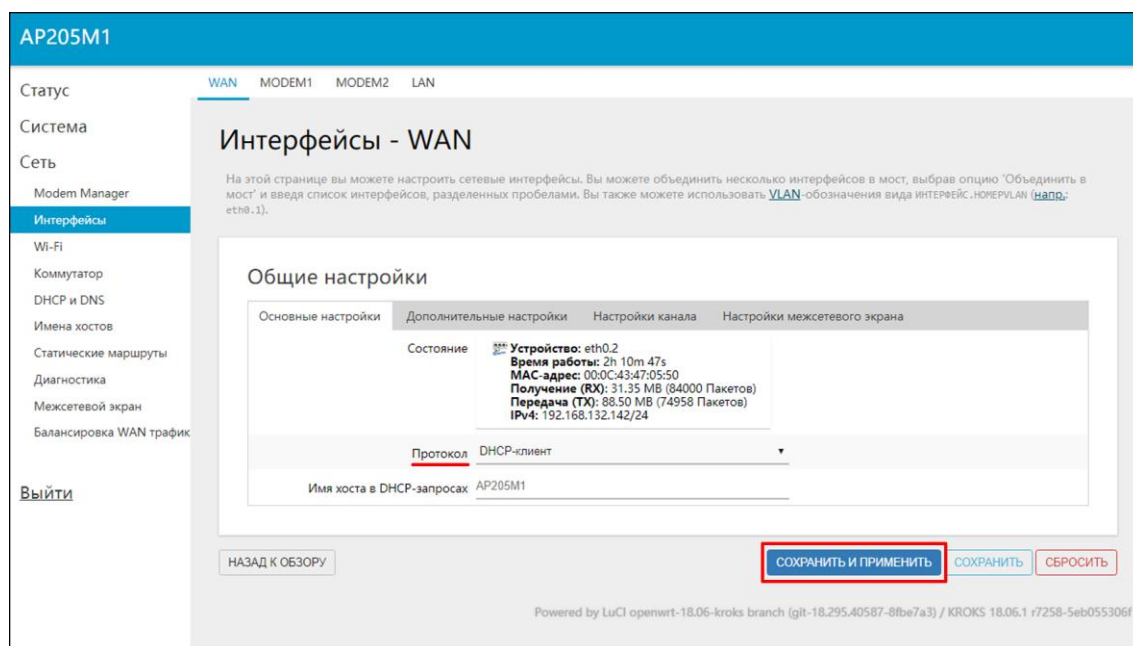 AP205M1
Статус
Система
Сеть
Modem Manager
Интерфейсы
Wi-Fi
Коммутатор
DHCP и DNS
Имена хостов
Статические маршруты
Диагностика
Межсетевой экран
Балансировка WAN трафик
Выйти
WAN MODEM1 MODEM2 LAN
Интерфейсы - WAN
На этой странице вы можете настроить сетевые интерфейсы. Вы можете объединить несколько интерфейсов в мост, выбрав опцию 'Объединить в
мост' и введя список интерфейсов, разделенных пробелами. Вы также можете использовать VLAN-обозначения вида ИНТЕРФЕЙС.НОМЕРVLAN (напр.:
eth0.1).
Общие настройки
Основные настройки Дополнительные настройки Настройки канала Настройки межсетевого экрана
Состояние
Устройство: eth0.2
Время работы: 2h 10m 47s
MAC-адрес: 00:0C:43:47:05:50
Получение (RX): 31.35 MB (84000 Пакетов)
Передача (TX): 88.50 MB (74958 Пакетов)
IPv4: 192.168.132.142/24
Протокол DHCP-клиент
Имя хоста в DHCP-запросах AP205M1
НАЗАД К ОБЗОРУ СОХРАНИТЬ И ПРИМЕНИТЬ СОХРАНИТЬ СБРОСИТЬ
Powered by LuCI openwrt-18.06-kroks branch (git-18.295.40587-8fbe7a3) / KROKS 18.06.1 r7258-5eb055306f